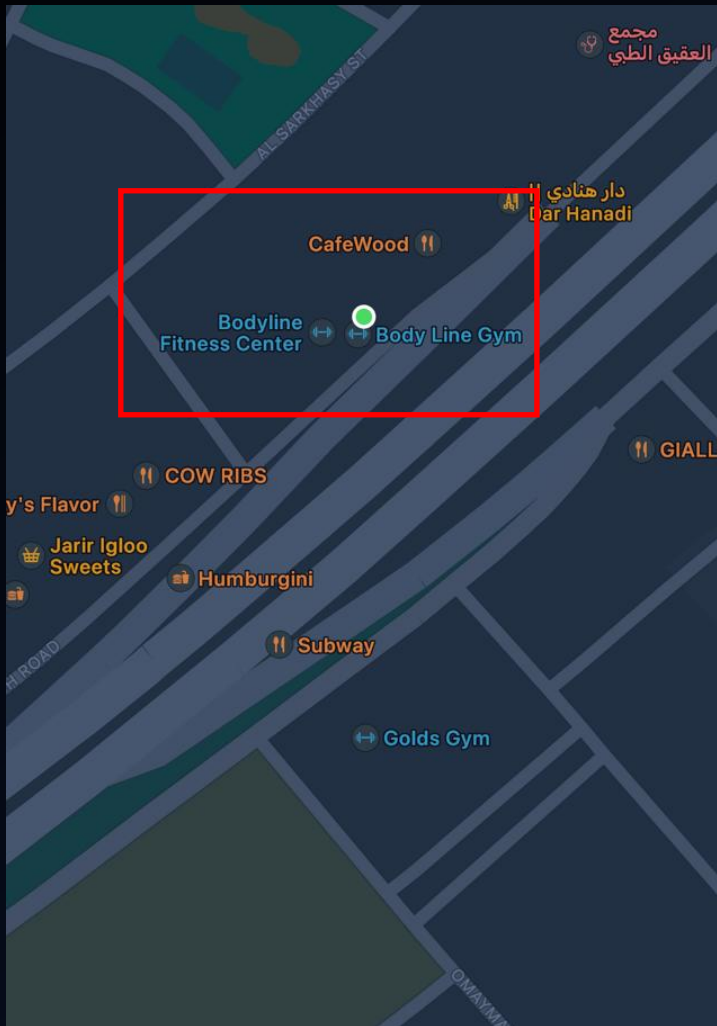 مجمع
العقيق الطبي
AL SARKHASY ST
دار هنادي H
Dar Hanadi
CafeWood
Bodyline
Fitness Center
Body Line Gym
GIALL
COW RIBS
y's Flavor
Jarir Igloo
Sweets
Humburgini
H ROAD
Subway
Golds Gym
OMAYMA